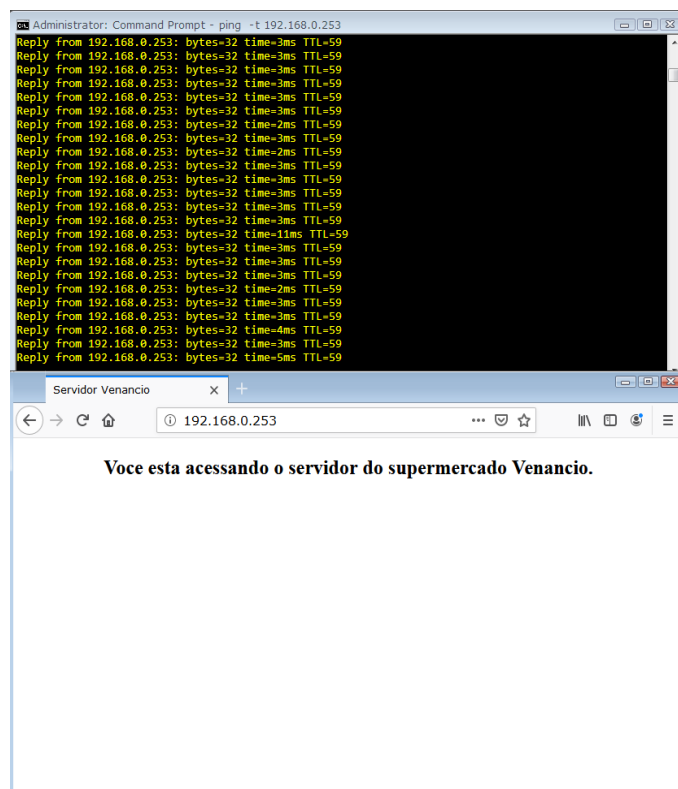 Administrator: Command Prompt - ping -t 192.168.0.253
Reply from 192.168.0.253: bytes=32 time=3ms TTL=59
Reply from 192.168.0.253: bytes=32 time=3ms TTL=59
Reply from 192.168.0.253: bytes=32 time=3ms TTL=59
Reply from 192.168.0.253: bytes=32 time=3ms TTL=59
Reply from 192.168.0.253: bytes=32 time=3ms TTL=59
Reply from 192.168.0.253: bytes=32 time=3ms TTL=59
Reply from 192.168.0.253: bytes=32 time=2ms TTL=59
Reply from 192.168.0.253: bytes=32 time=3ms TTL=59
Reply from 192.168.0.253: bytes=32 time=2ms TTL=59
Reply from 192.168.0.253: bytes=32 time=3ms TTL=59
Reply from 192.168.0.253: bytes=32 time=3ms TTL=59
Reply from 192.168.0.253: bytes=32 time=3ms TTL=59
Reply from 192.168.0.253: bytes=32 time=3ms TTL=59
Reply from 192.168.0.253: bytes=32 time=3ms TTL=59
Reply from 192.168.0.253: bytes=32 time=11ms TTL=59
Reply from 192.168.0.253: bytes=32 time=3ms TTL=59
Reply from 192.168.0.253: bytes=32 time=3ms TTL=59
Reply from 192.168.0.253: bytes=32 time=3ms TTL=59
Reply from 192.168.0.253: bytes=32 time=2ms TTL=59
Reply from 192.168.0.253: bytes=32 time=3ms TTL=59
Reply from 192.168.0.253: bytes=32 time=3ms TTL=59
Reply from 192.168.0.253: bytes=32 time=4ms TTL=59
Reply from 192.168.0.253: bytes=32 time=3ms TTL=59
Reply from 192.168.0.253: bytes=32 time=5ms TTL=59
Servidor Venancio
192.168.0.253
Voce esta acessando o servidor do supermercado Venancio.